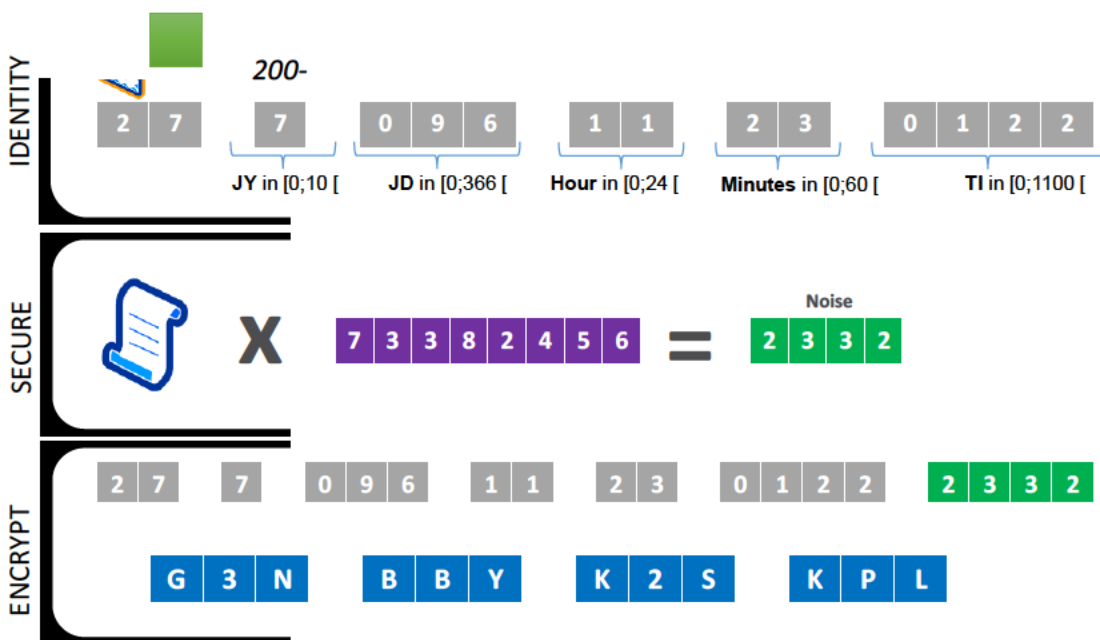 IDENTITY
200-
2 7 7 0 9 6 1 1 2 3 0 1 2 2
JY in [0;10 [ JD in [0;366 [ Hour in [0;24 [ Minutes in [0;60 [ TI in [0;1100 [
SECURE
Noise
X 7 3 3 8 2 4 5 6 = 2 3 3 2
ENCRYPT
2 7 7 0 9 6 1 1 2 3 0 1 2 2 2 3 3 2
G 3 N B B Y K 2 S K P L